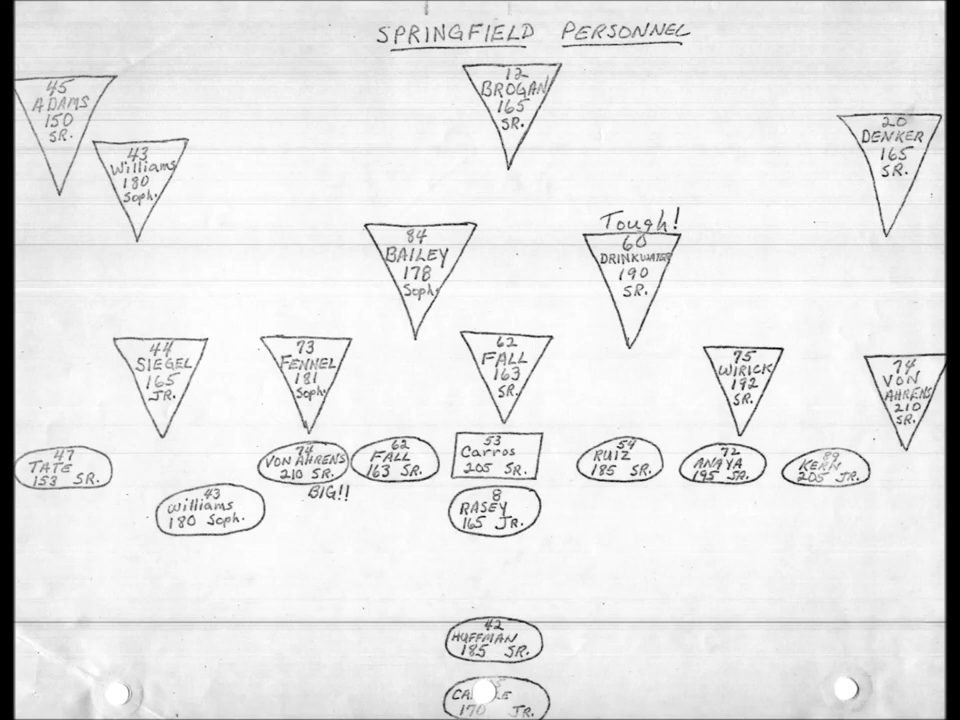 SPRINGFIELD PERSONNEL
45
ADAMS
150
SR.
12
BROGAN
165
SR.
20
DENKER
165
SR.
43
Williams
180
Soph.
84
BAILEY
178
Soph.
Tough!
60
DRINKWATER
190
SR.
44
SIEGEL
165
JR.
73
FENNEL
181
Soph.
62
FALL
163
SR.
75
WIRICK
192
SR.
74
VON
AHRENS
210
SR.
47
TATE
153 SR.
74
VON AHRENS
210 SR.
BIG!!
62
FALL
163 SR.
53
Carros
205 SR.
54
RUIZ
185 SR.
72
ANAYA
195 JR.
89
KERN
205 JR.
43
Williams
180 Soph.
8
RASEY
165 JR.
42
HUFFMAN
185 SR.
170 JR.